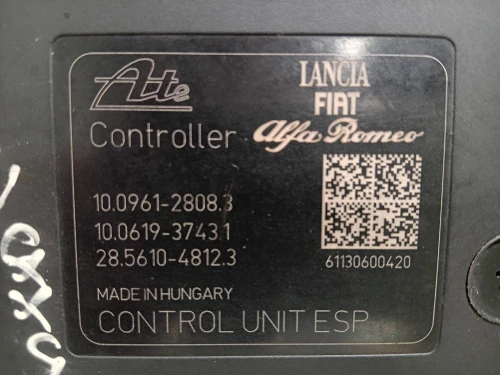 Ate
LANCIA
FIAT
Alfa Romeo
Controller
10.0961-2808.3
10.0619-3743.1
28.5610-4812.3
61130600420
MADE IN HUNGARY
CONTROL UNIT ESP